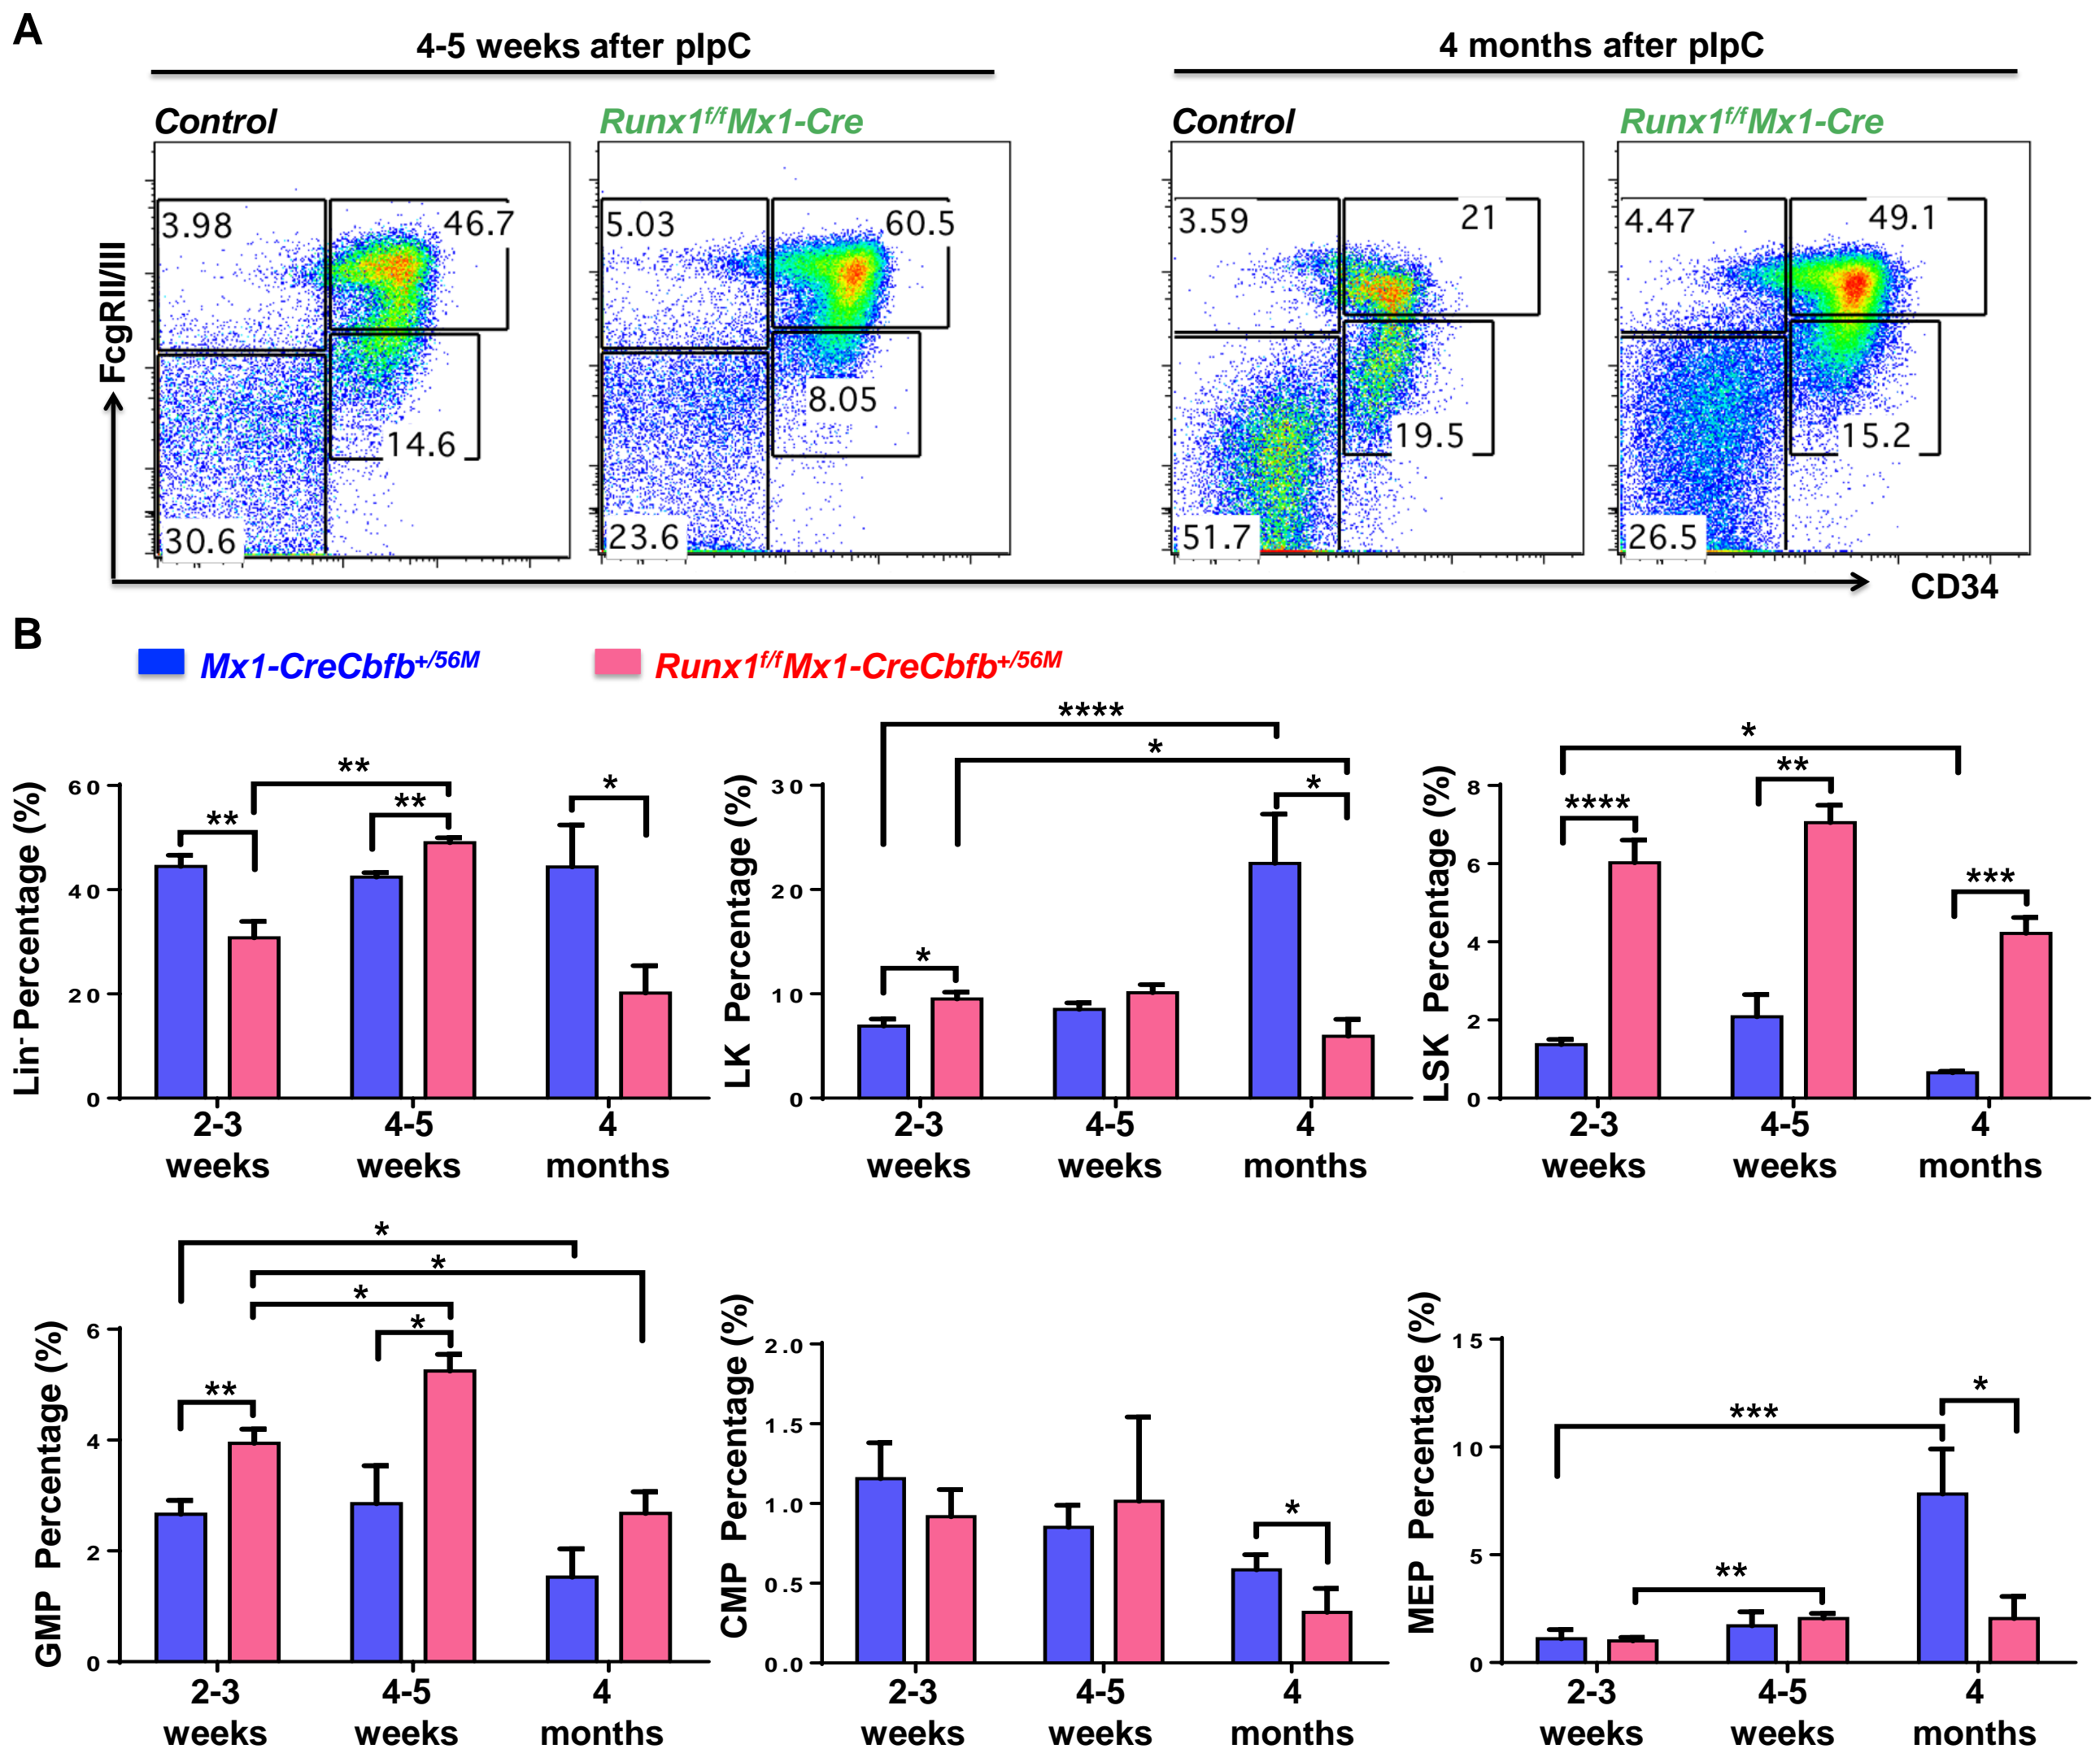 A
4-5 weeks after pIpC
4 months after pIpC
Control
Runx1f/fMx1-Cre
Control
Runx1f/fMx1-Cre
FcgRII/III
3.98
46.7
14.6
30.6
5.03
60.5
8.05
23.6
3.59
21
19.5
51.7
4.47
49.1
15.2
26.5
CD34
B
Mx1-CreCbfb+/56M
Runx1f/fMx1-CreCbfb+/56M
Lin- Percentage (%)
60
40
20
0
**
**
**
*
2-3 weeks
4-5 weeks
4 months
LK Percentage (%)
30
20
10
0
****
*
*
*
2-3 weeks
4-5 weeks
4 months
LSK Percentage (%)
8
6
4
2
0
*
**
****
***
2-3 weeks
4-5 weeks
4 months
GMP Percentage (%)
6
4
2
0
*
*
*
*
**
2-3 weeks
4-5 weeks
4 months
CMP Percentage (%)
2.0
1.5
1.0
0.5
0.0
*
2-3 weeks
4-5 weeks
4 months
MEP Percentage (%)
15
10
5
0
*
***
**
2-3 weeks
4-5 weeks
4 months